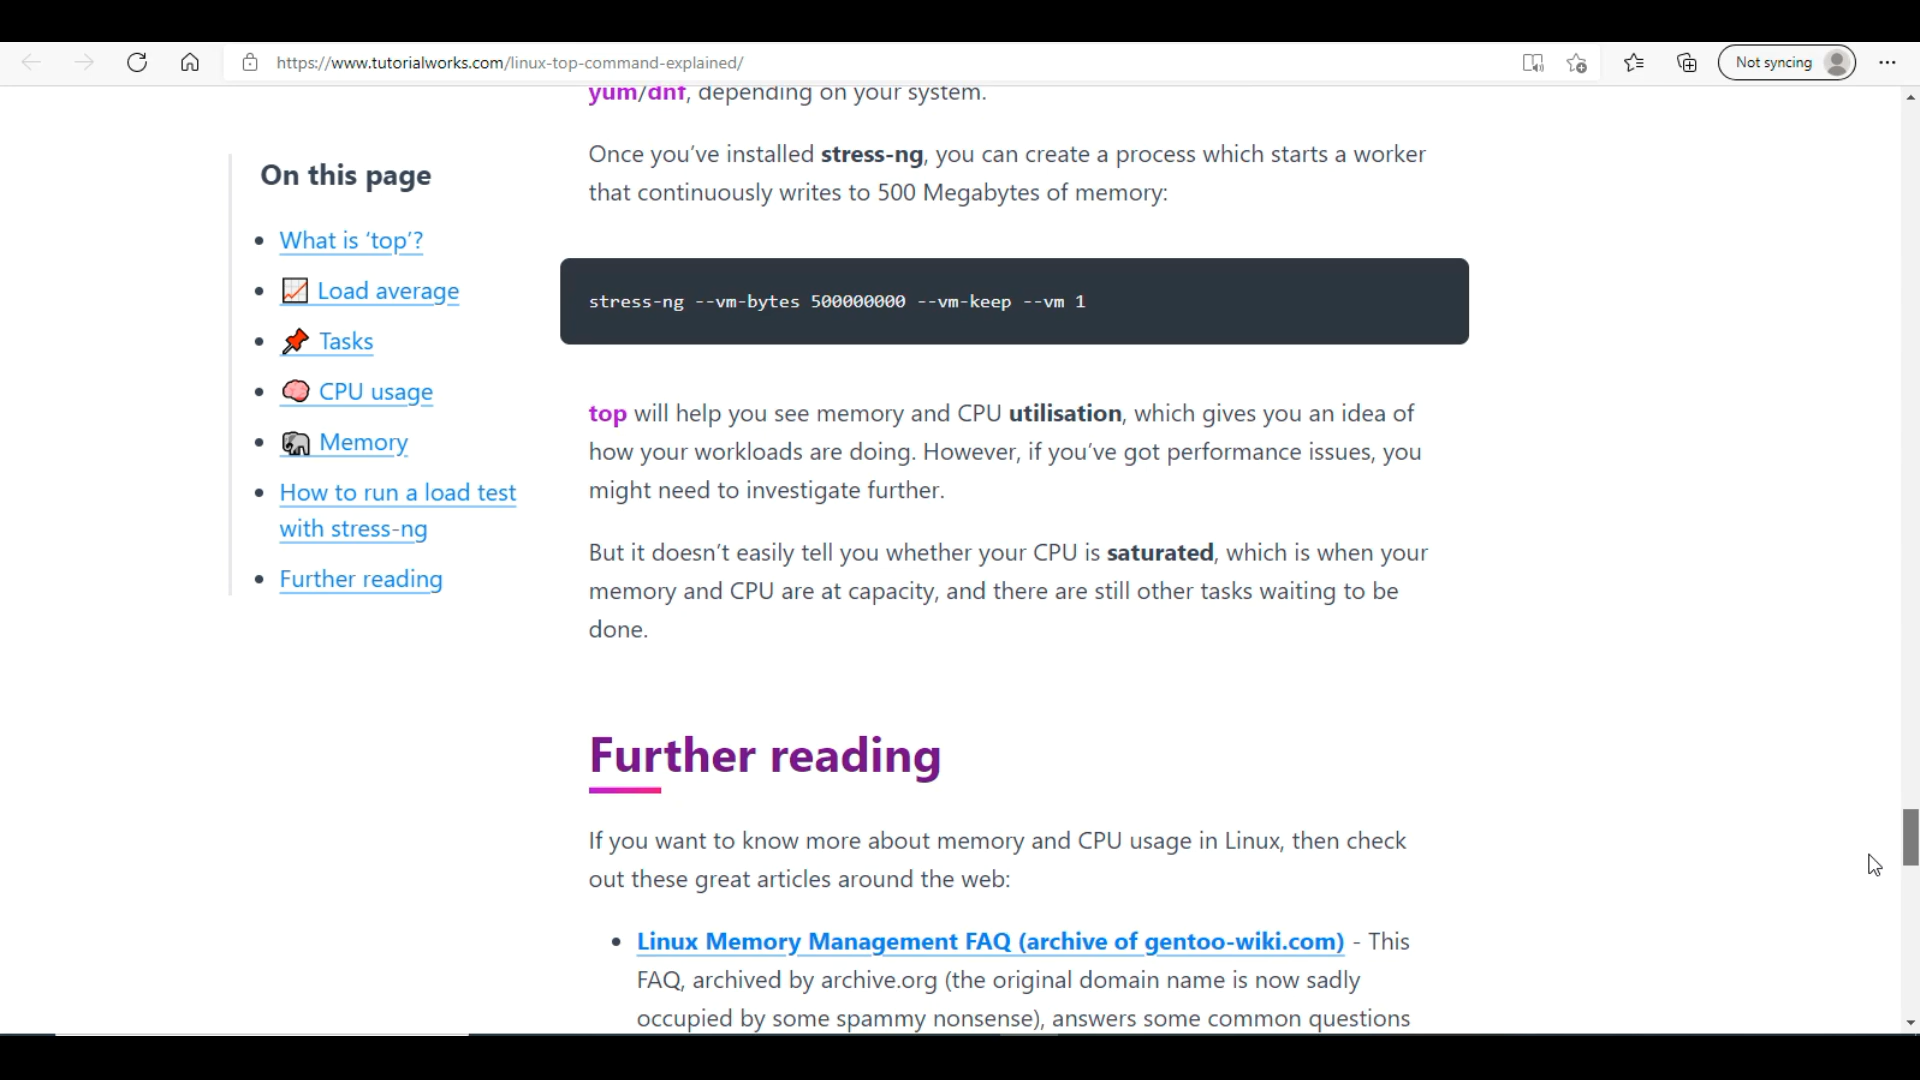 https://www.tutorialworks.com/linux-top-command-explained/
Not syncing
yum/dnf, depending on your system.
Once you’ve installed stress-ng, you can create a process which starts a worker
that continuously writes to 500 Megabytes of memory:
stress-ng --vm-bytes 500000000 --vm-keep --vm 1
top will help you see memory and CPU utilisation, which gives you an idea of
how your workloads are doing. However, if you’ve got performance issues, you
might need to investigate further.
But it doesn’t easily tell you whether your CPU is saturated, which is when your
memory and CPU are at capacity, and there are still other tasks waiting to be
done.
Further reading
If you want to know more about memory and CPU usage in Linux, then check
out these great articles around the web:
Linux Memory Management FAQ (archive of gentoo-wiki.com) - This
FAQ, archived by archive.org (the original domain name is now sadly
occupied by some spammy nonsense), answers some common questions
On this page
What is ‘top’?
Load average
Tasks
CPU usage
Memory
How to run a load test
with stress-ng
Further reading